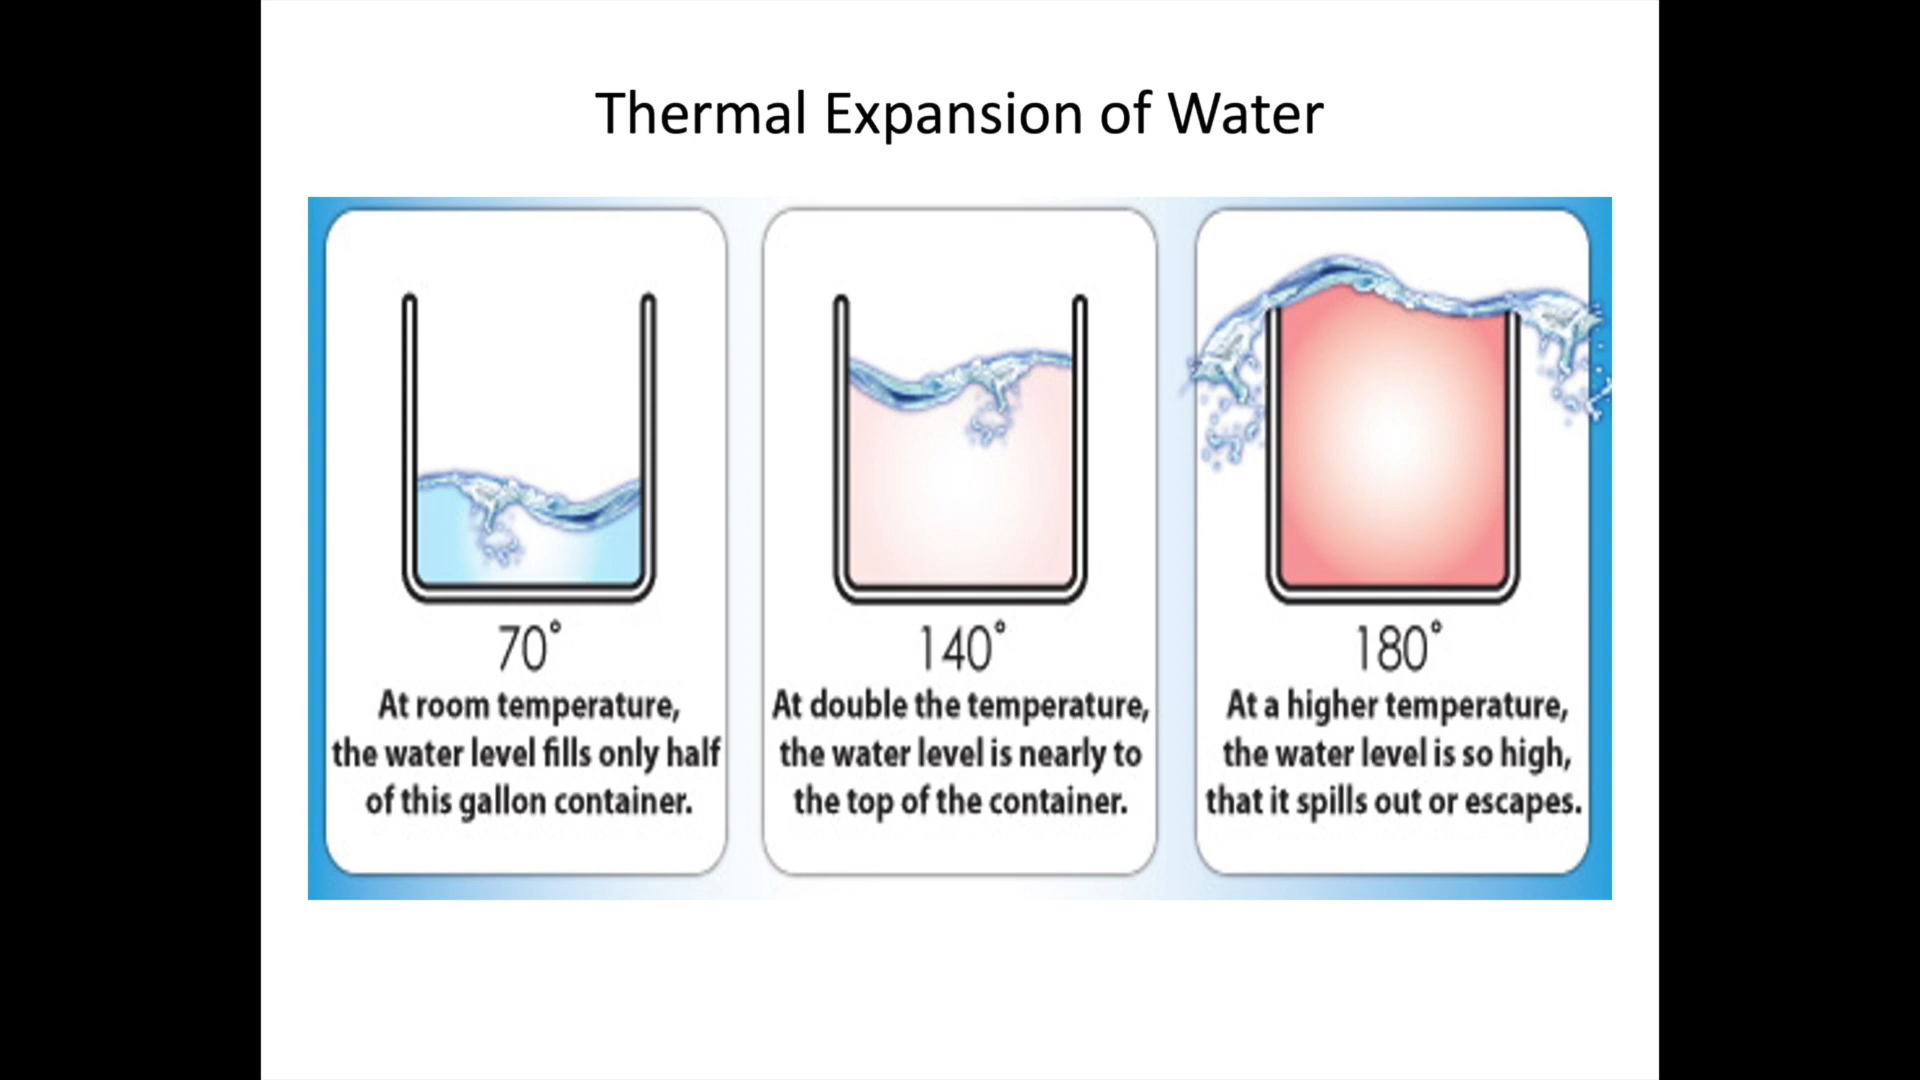 Thermal Expansion of Water
70°
At room temperature,
the water level fills only half
of this gallon container.
140°
At double the temperature,
the water level is nearly to
the top of the container.
180°
At a higher temperature,
the water level is so high,
that it spills out or escapes.